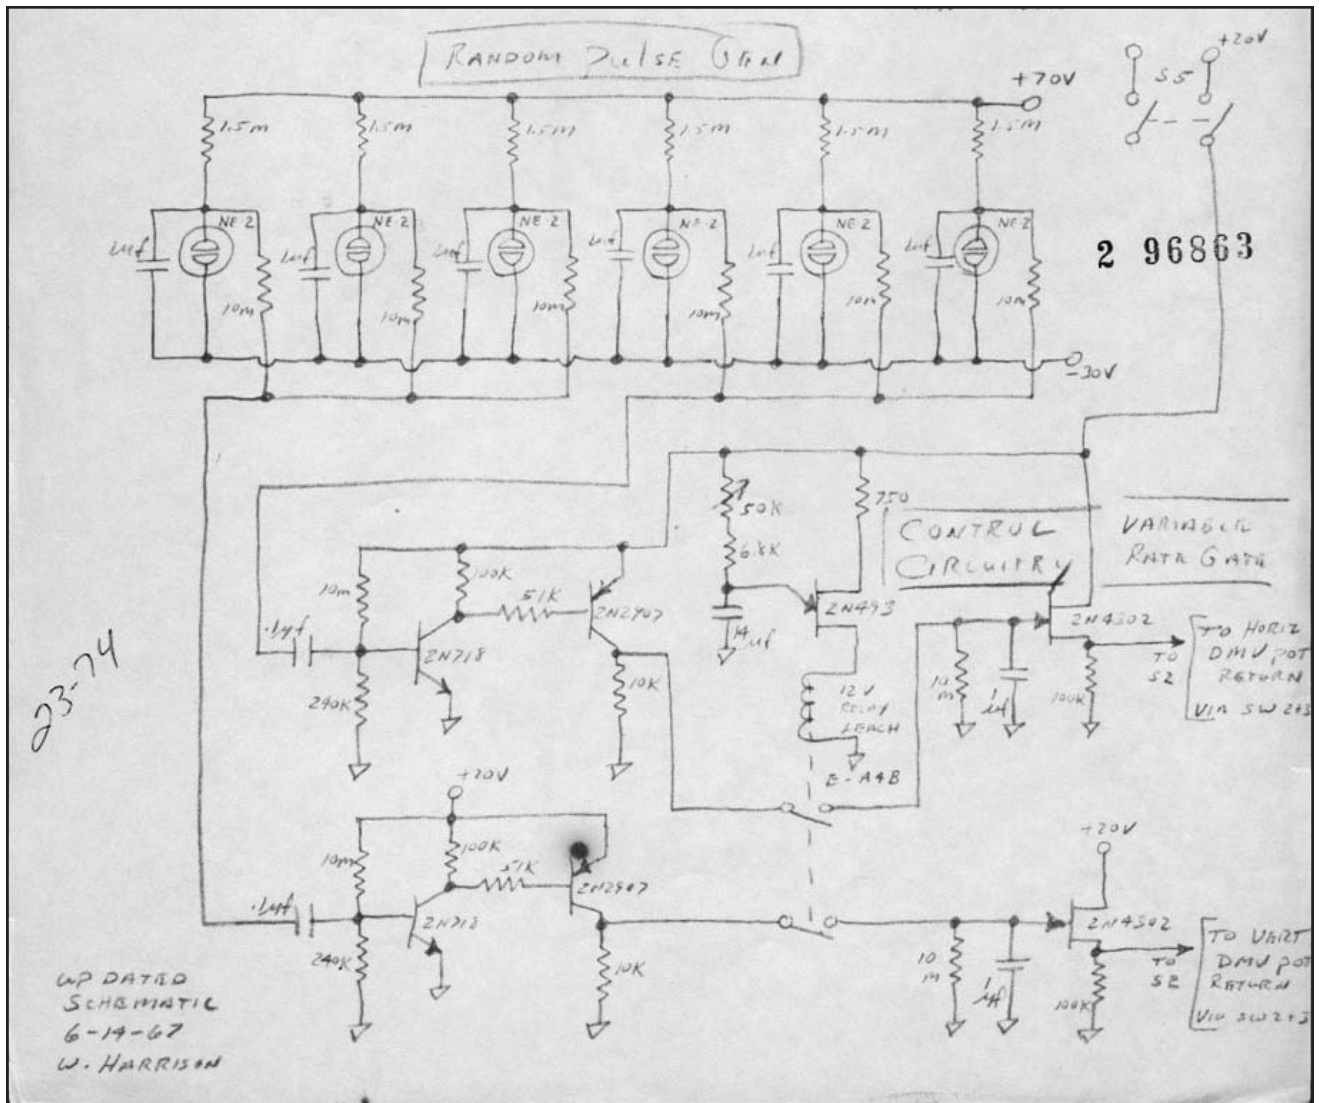 RANDOM PULSE GEN
+20V
S5
+70V
1.5m
1.5m
1.5m
1.5m
1.5m
1.5m
NE-2
NE-2
NE-2
NE-2
NE-2
NE-2
1uf
1uf
1uf
1uf
1uf
1uf
2 96863
10m
10m
10m
10m
10m
10m
-30V
50K
750
CONTROL
CIRCUITRY
VARIABLE
RATE GATE
68K
10m
100K
51K
2N2907
2N493
2N4302
.1uf
14uf
2N718
TO HORIZ
DMV POT
RETURN
VIA SW 2+3
TO
S2
23-74
240K
10K
12V
RELAY
LEACH
10
m
1uf
100K
E-A4B
+20V
+20V
10m
100K
51K
2N2907
.1uf
2N718
2N4302
TO VERT
DMV POT
RETURN
VIA SW2+3
TO
S2
240K
10K
10
m
1uf
100K
UPDATED
SCHEMATIC
6-14-67
W. HARRISON